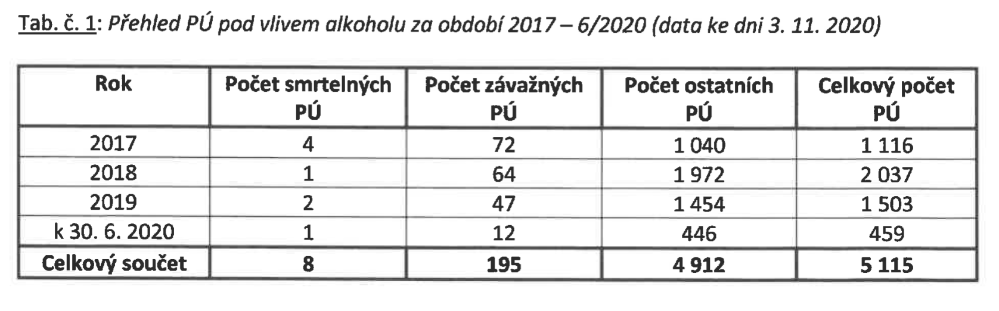 Tab. č. 1: Přehled PÚ pod vlivem alkoholu za období 2017 – 6/2020 (data ke dni 3. 11. 2020)
Rok Počet smrtelných PÚ Počet závažných PÚ Počet ostatních PÚ Celkový počet PÚ
2017 4 72 1 040 1 116
2018 1 64 1 972 2 037
2019 2 47 1 454 1 503
k 30. 6. 2020 1 12 446 459
Celkový součet 8 195 4 912 5 115